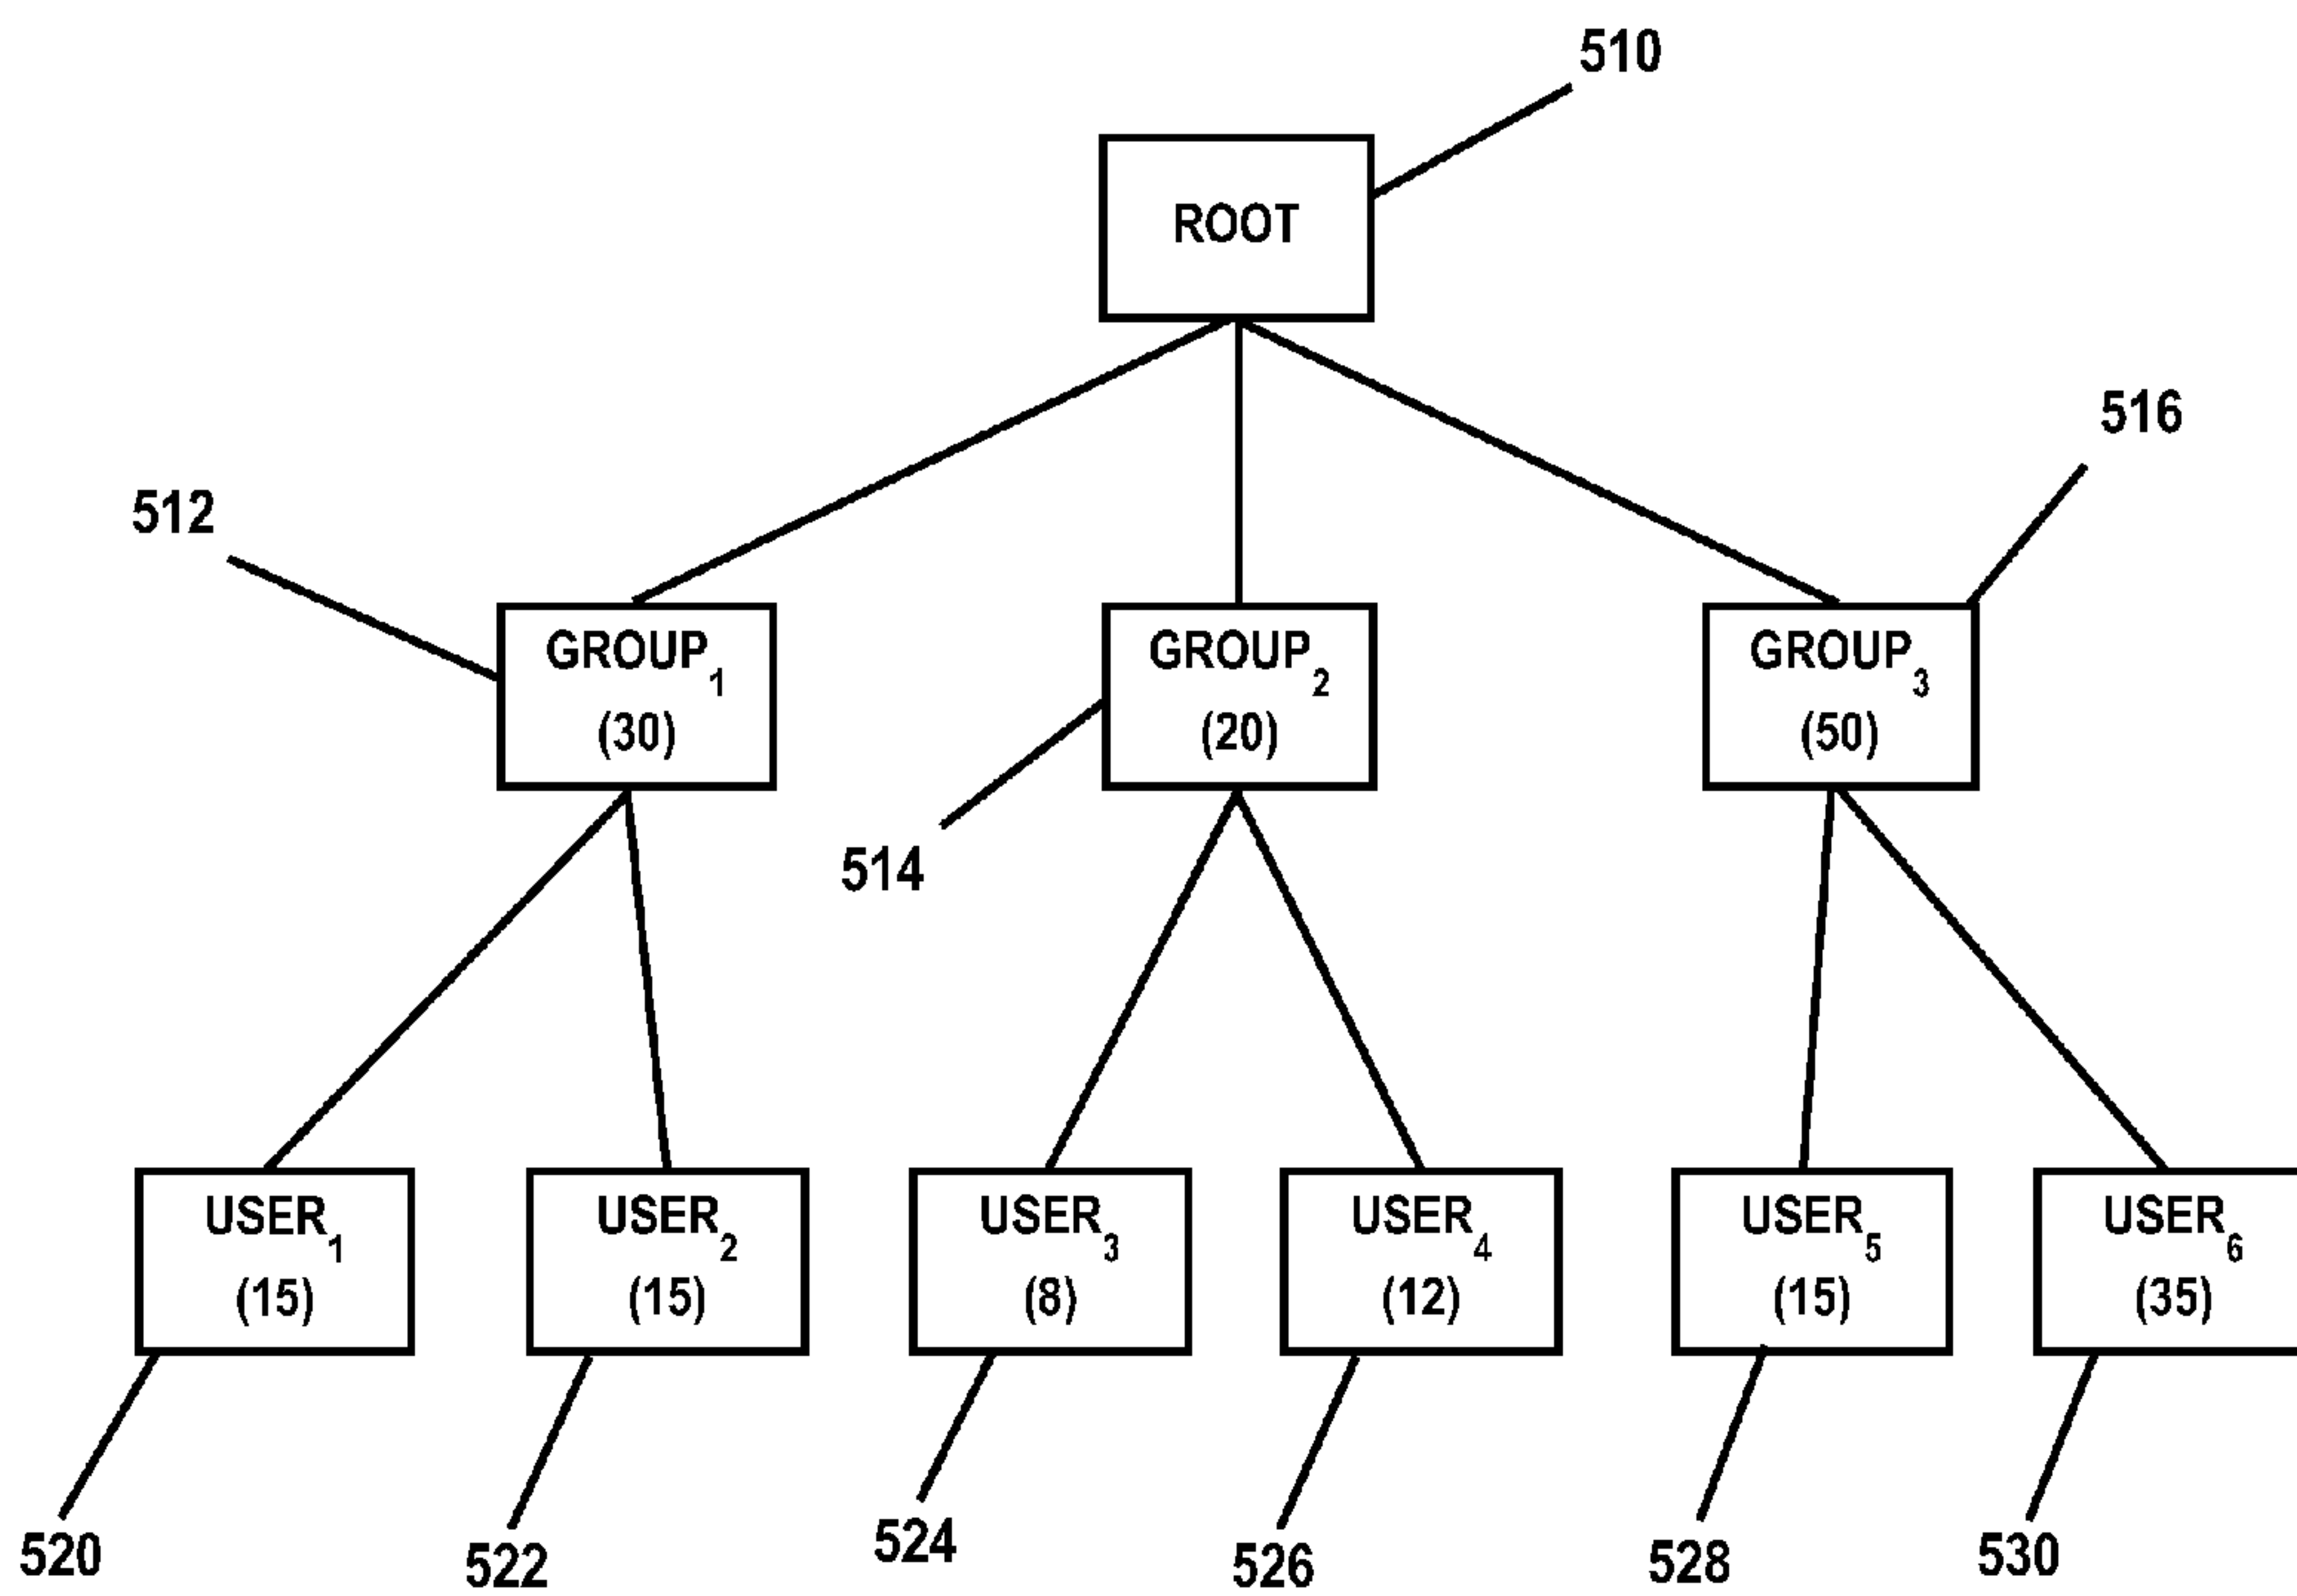 510
ROOT
516
512
GROUP1
(30)
GROUP2
(20)
GROUP3
(50)
514
USER1
(15)
USER2
(15)
USER3
(8)
USER4
(12)
USER5
(15)
USER6
(35)
520
522
524
526
528
530